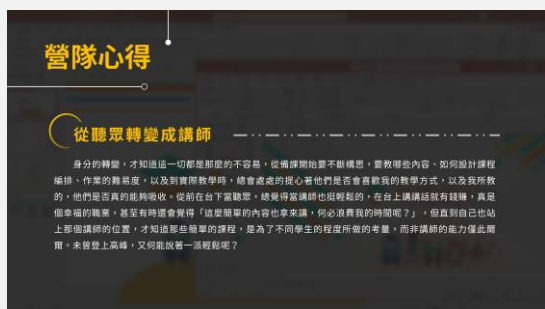 營隊心得
從聽眾轉變成講師
身分的轉變，才知道這一切都是那麼的不容易，從備課開始要不斷構思，要教哪些內容、如何設計課程
編排、作業的難易度，以及到實際教學時，總會處處的提心著他們是否會喜歡我的教學方式，以及我所教
的，他們是否真的能夠吸收。從前在台下當聽眾，總覺得當講師也挺輕鬆的，在台上講講話就有錢賺，真是
個幸福的職業，甚至有時還會覺得「這麼簡單的內容也拿來講，何必浪費我的時間呢？」，但直到自己也站
上那個講師的位置，才知道那些簡單的課程，是為了不同學生的程度所做的考量，而非講師的能力僅此爾
爾。未曾登上高峰，又何能說著一派輕鬆呢？